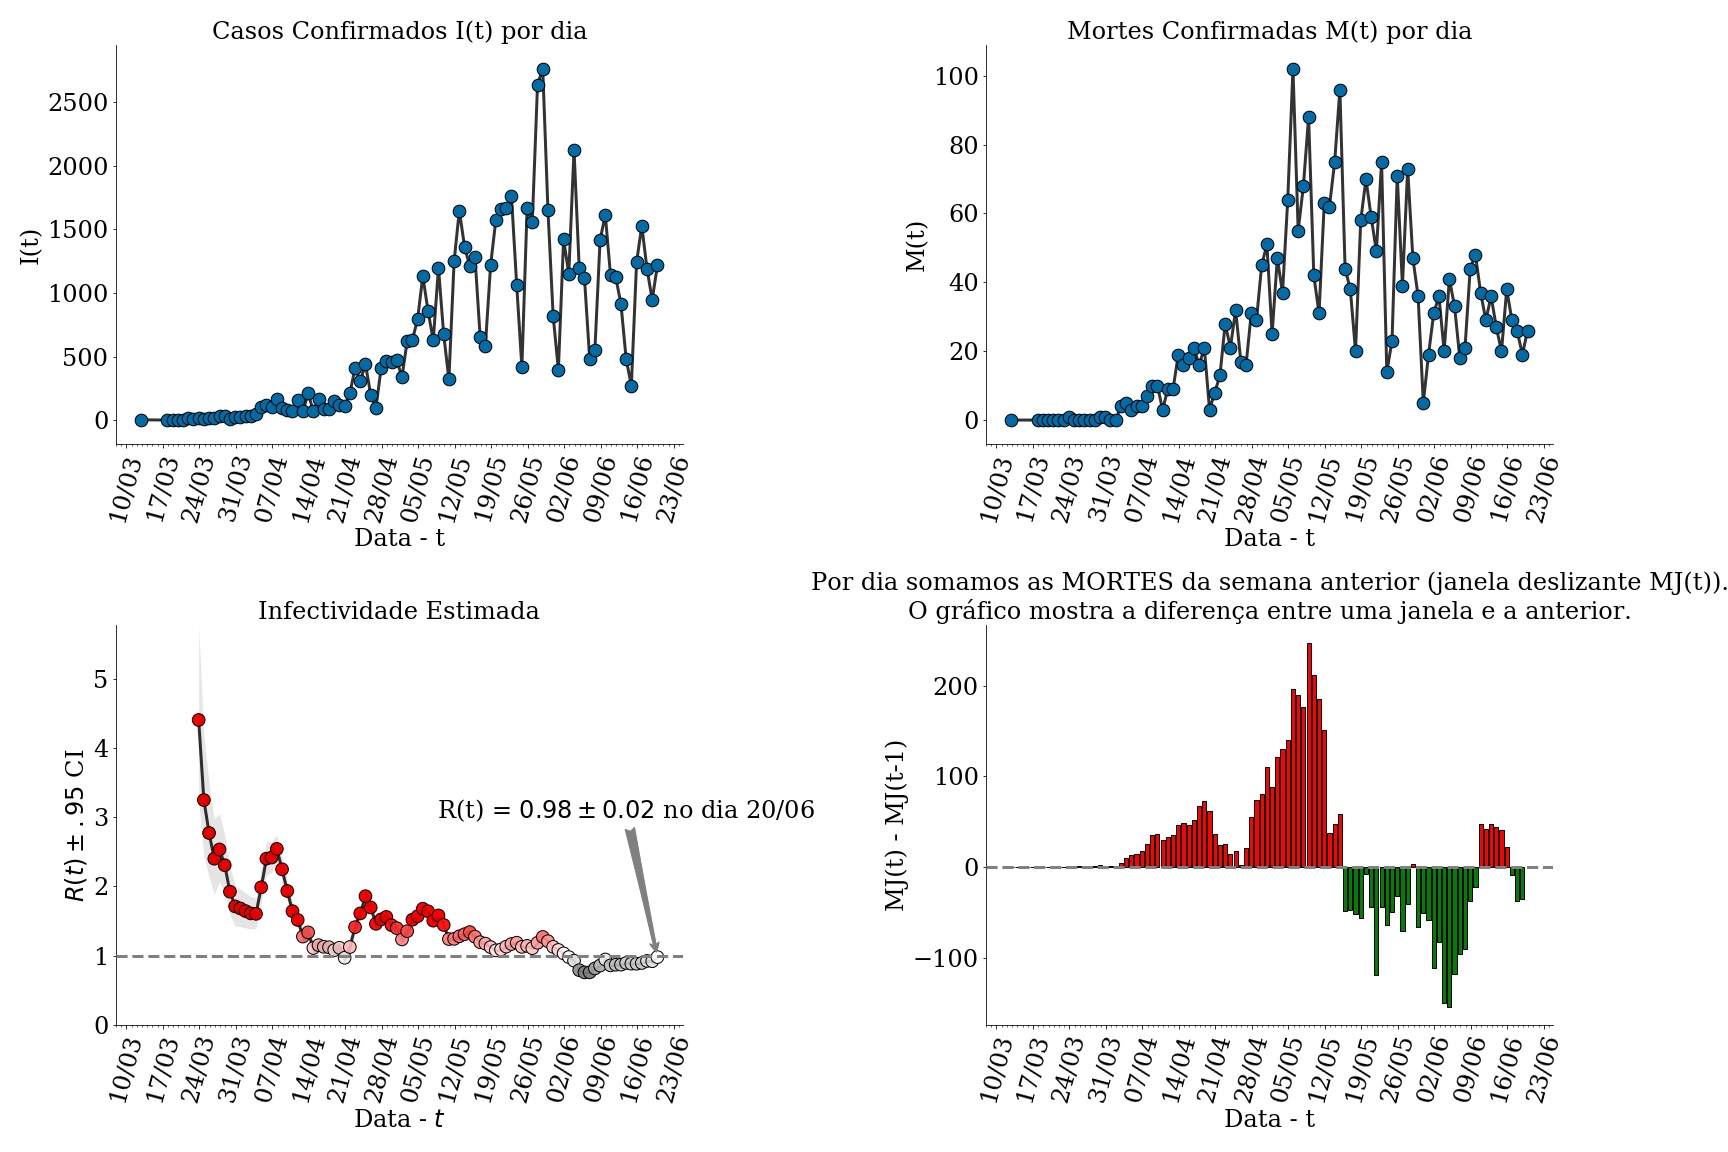 Casos Confirmados I(t) por dia
I(t)
2500
2000
1500
1000
500
0
10/03 17/03 24/03 31/03 07/04 14/04 21/04 28/04 05/05 12/05 19/05 26/05 02/06 09/06 16/06 23/06
Data - t
Mortes Confirmadas M(t) por dia
M(t)
100
80
60
40
20
0
10/03 17/03 24/03 31/03 07/04 14/04 21/04 28/04 05/05 12/05 19/05 26/05 02/06 09/06 16/06 23/06
Data - t
Infectividade Estimada
R(t) ± .95 CI
5
4
3
2
1
0
R(t) = 0.98 ± 0.02 no dia 20/06
10/03 17/03 24/03 31/03 07/04 14/04 21/04 28/04 05/05 12/05 19/05 26/05 02/06 09/06 16/06 23/06
Data - t
Por dia somamos as MORTES da semana anterior (janela deslizante MJ(t)).
O gráfico mostra a diferença entre uma janela e a anterior.
MJ(t) - MJ(t-1)
200
100
0
−100
10/03 17/03 24/03 31/03 07/04 14/04 21/04 28/04 05/05 12/05 19/05 26/05 02/06 09/06 16/06 23/06
Data - t